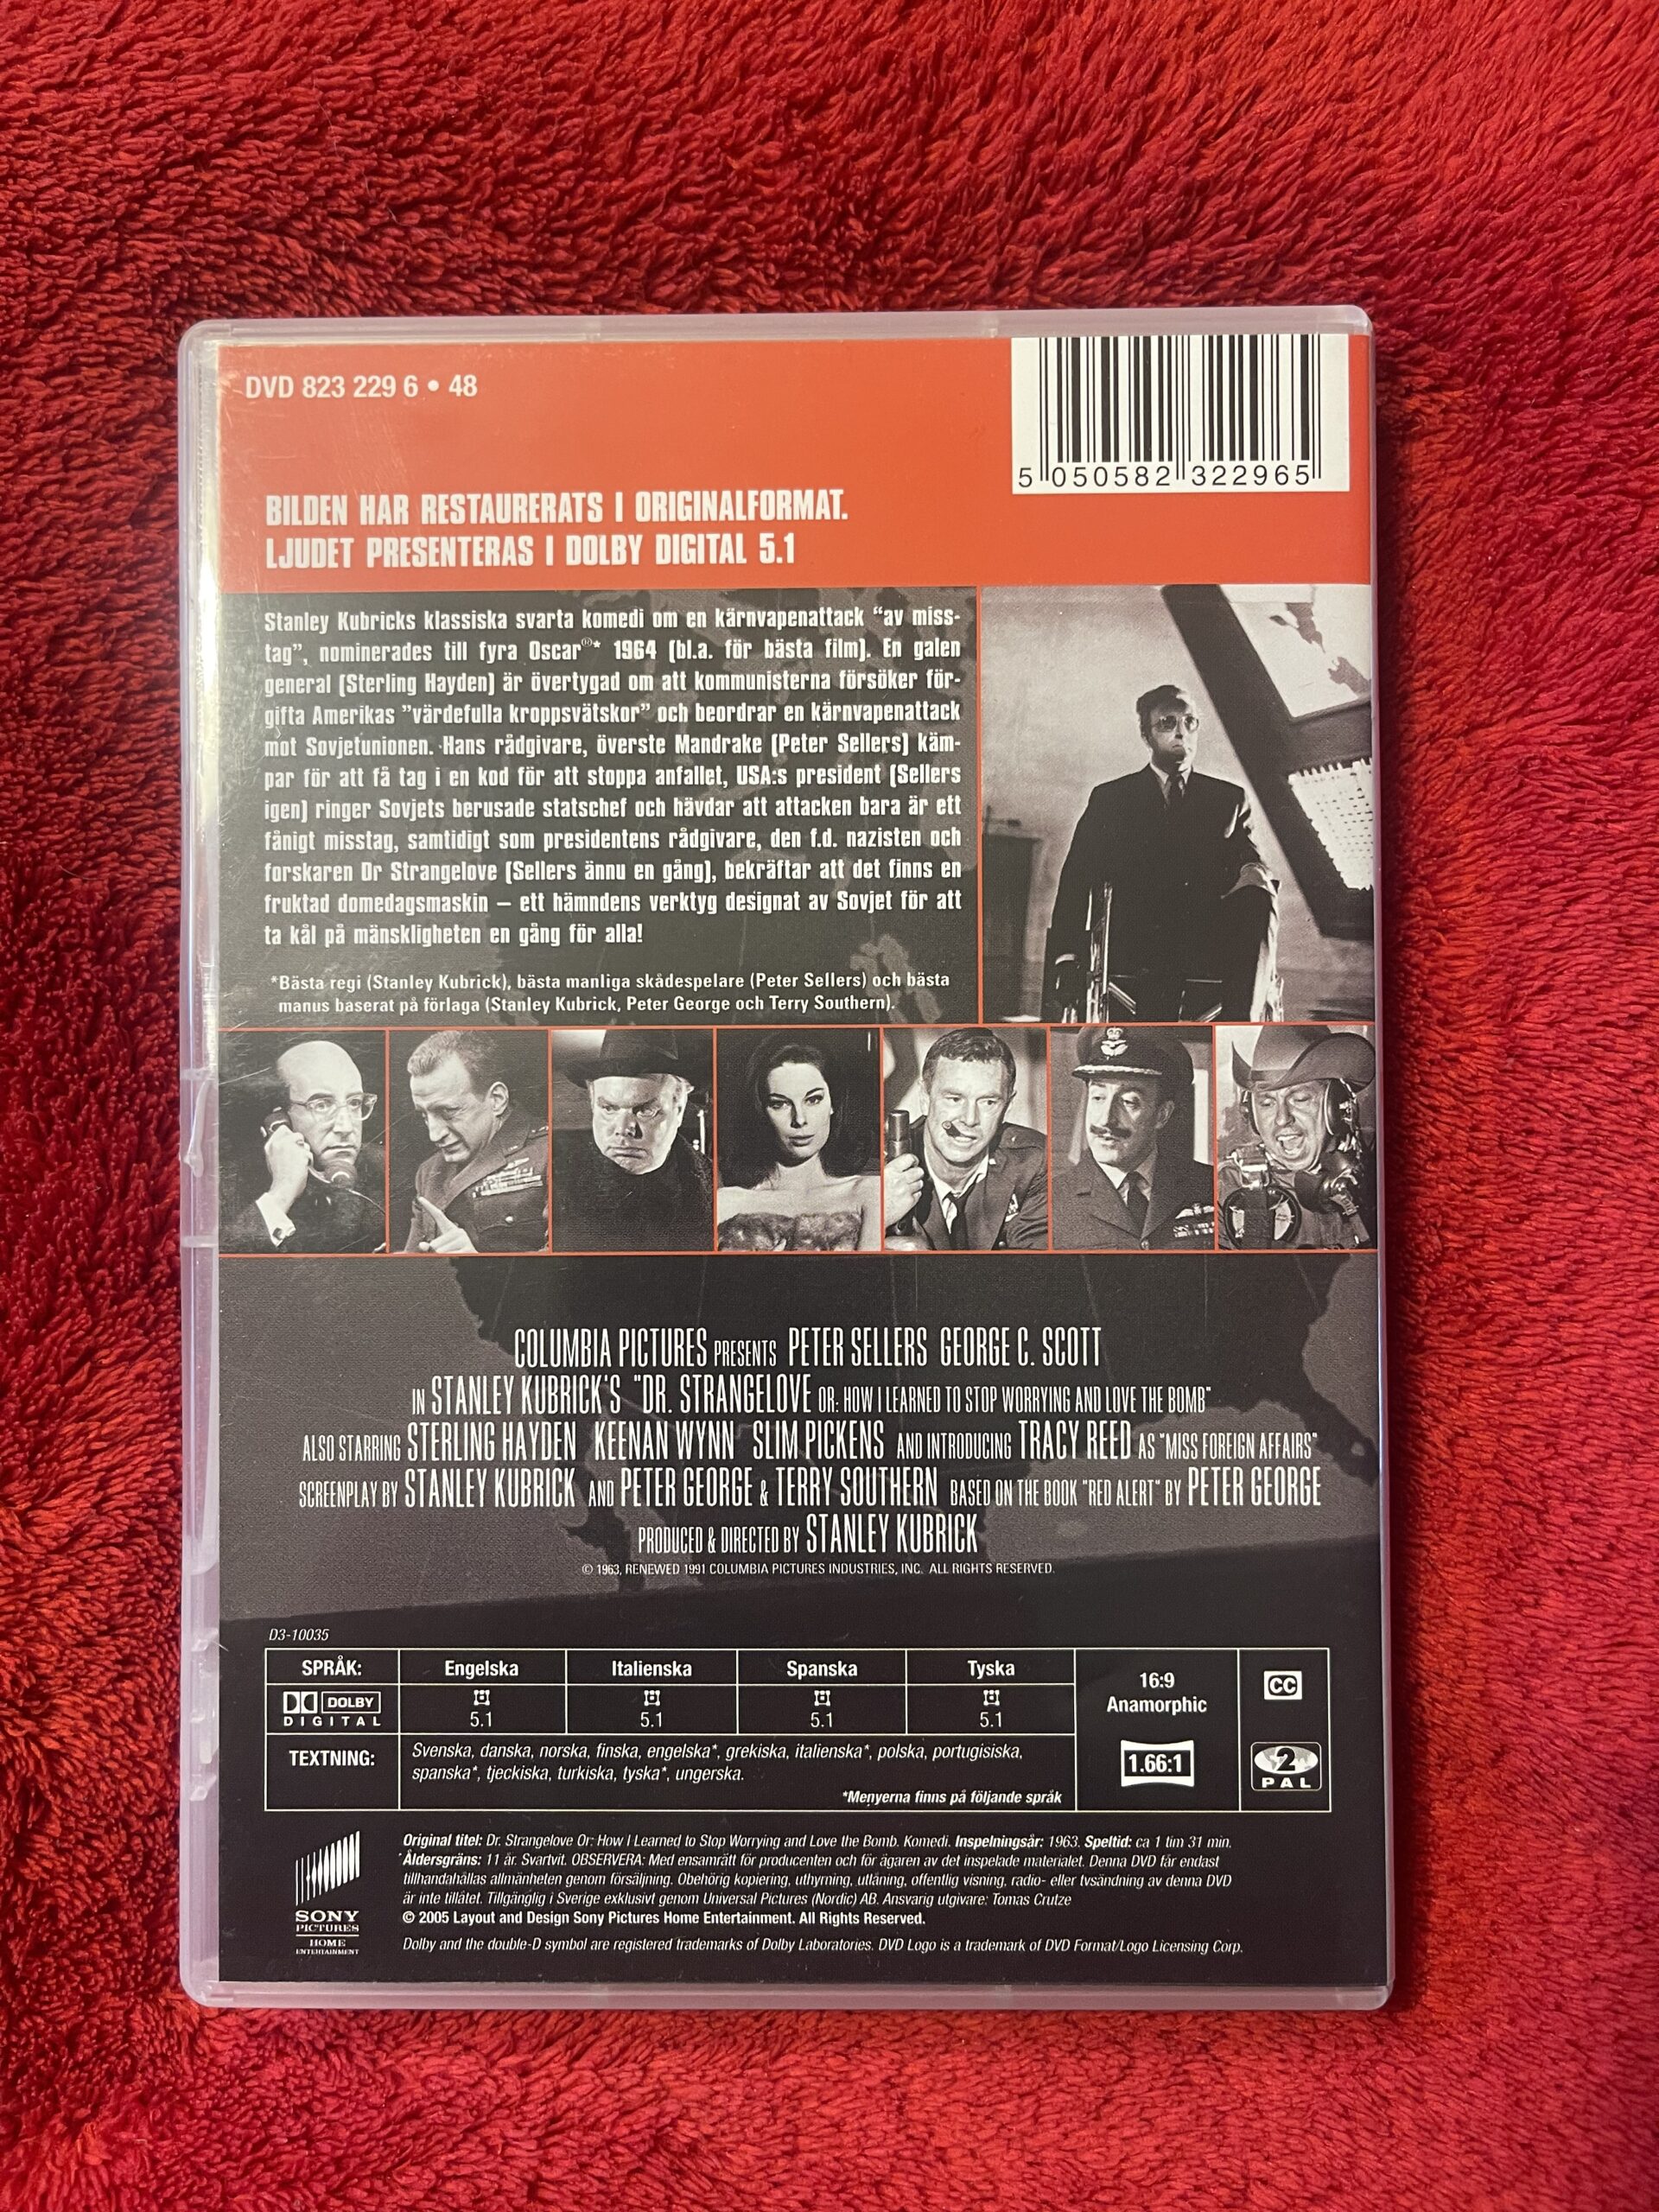 DVD 823 229 6 • 48
5 050582 322965
BILDEN HAR RESTAURERATS I ORIGINALFORMAT.
LJUDET PRESENTERAS I DOLBY DIGITAL 5.1
Stanley Kubricks klassiska svarta komedi om en kärnvapenattack “av miss-
tag”, nominerades till fyra Oscar®* 1964 (bl.a. för bästa film). En galen
general (Sterling Hayden) är övertygad om att kommunisterna försöker för-
gifta Amerikas ”värdefulla kroppsvätskor” och beordrar en kärnvapenattack
mot Sovjetunionen. Hans rådgivare, överste Mandrake (Peter Sellers) käm-
par för att få tag i en kod för att stoppa anfallet, USA:s president (Sellers
igen) ringer Sovjets berusade statschef och hävdar att attacken bara är ett
fånigt misstag, samtidigt som presidentens rådgivare, den f.d. nazisten och
forskaren Dr Strangelove (Sellers ännu en gång), bekräftar att det finns en
fruktad domedagsmaskin – ett hämndens verktyg designat av Sovjet för att
ta kål på mänskligheten en gång för alla!
*Bästa regi (Stanley Kubrick), bästa manliga skådespelare (Peter Sellers) och bästa
manus baserat på förlaga (Stanley Kubrick, Peter George och Terry Southern).
COLUMBIA PICTURES PRESENTS PETER SELLERS GEORGE C. SCOTT
IN STANLEY KUBRICK'S "DR. STRANGELOVE OR: HOW I LEARNED TO STOP WORRYING AND LOVE THE BOMB"
ALSO STARRING STERLING HAYDEN KEENAN WYNN SLIM PICKENS AND INTRODUCING TRACY REED AS "MISS FOREIGN AFFAIRS"
SCREENPLAY BY STANLEY KUBRICK AND PETER GEORGE & TERRY SOUTHERN BASED ON THE BOOK "RED ALERT" BY PETER GEORGE
PRODUCED & DIRECTED BY STANLEY KUBRICK
© 1963, RENEWED 1991 COLUMBIA PICTURES INDUSTRIES, INC. ALL RIGHTS RESERVED.
D3-10035
SPRÅK: Engelska Italienska Spanska Tyska
DOLBY DIGITAL 5.1 5.1 5.1 5.1
16:9
Anamorphic
CC
TEXTNING: Svenska, danska, norska, finska, engelska*, grekiska, italienska*, polska, portugisiska,
spanska*, tjeckiska, turkiska, tyska*, ungerska.
*Menyerna finns på följande språk
1.66:1
2
PAL
Original titel: Dr. Strangelove Or: How I Learned to Stop Worrying and Love the Bomb. Komedi. Inspelningsår: 1963. Speltid: ca 1 tim 31 min.
Åldersgräns: 11 år. Svartvit. OBSERVERA: Med ensamrätt för producenten och för ägaren av det inspelade materialet. Denna DVD får endast
tillhandahållas allmänheten genom försäljning. Obehörig kopiering, uthyrning, utlåning, offentlig visning, radio- eller tvsändning av denna DVD
är inte tillåtet. Tillgänglig i Sverige exklusivt genom Universal Pictures (Nordic) AB. Ansvarig utgivare: Tomas Crutze
© 2005 Layout and Design Sony Pictures Home Entertainment. All Rights Reserved.
Dolby and the double-D symbol are registered trademarks of Dolby Laboratories. DVD Logo is a trademark of DVD Format/Logo Licensing Corp.
SONY
PICTURES
HOME
ENTERTAINMENT